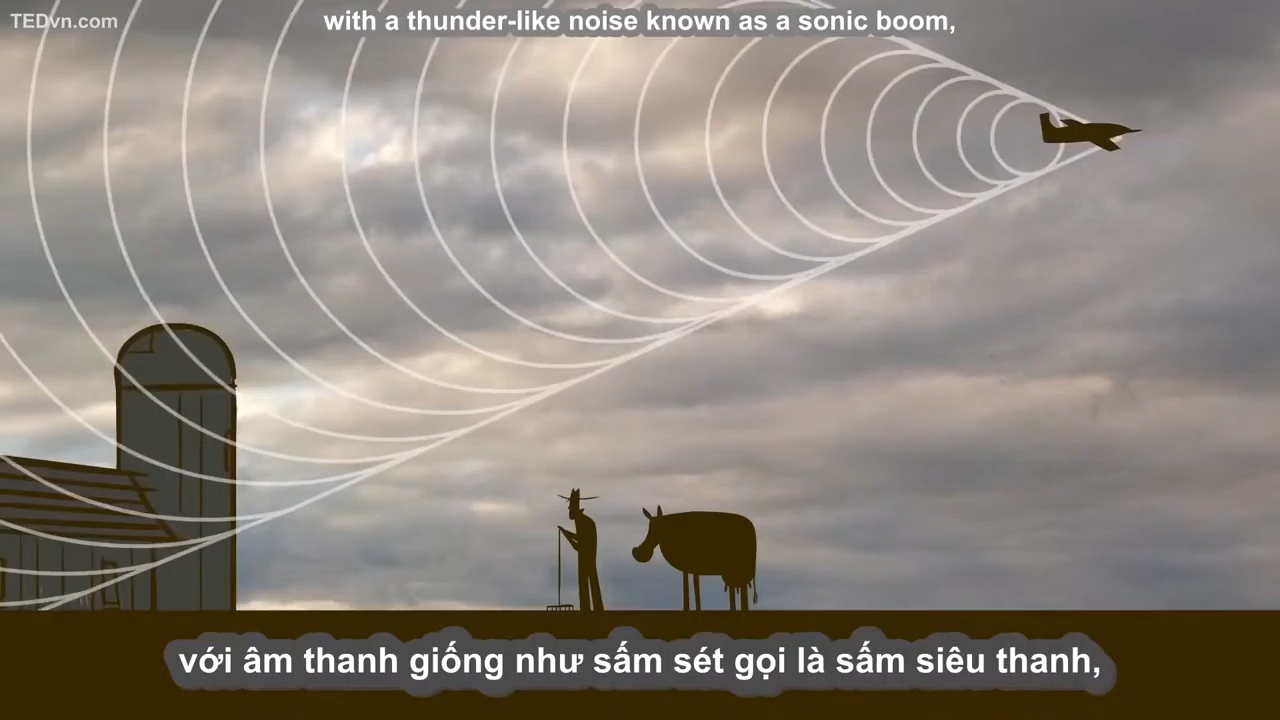 TEDvn.com
with a thunder-like noise known as a sonic boom,
với âm thanh giống như sấm sét gọi là sấm siêu thanh,